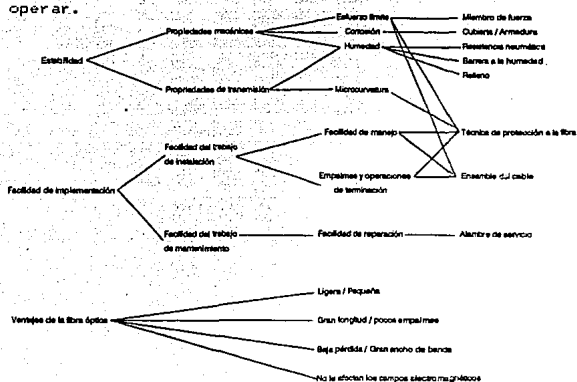 operar.
Esfuerzo límite
Miembro de fuerza
Propiedades mecánicas
Corrosión
Cubierta / Armadura
Humedad
Resistencia neumática
Estabilidad
Barrera a la humedad
Relleno
Propriedades de transmisión
Microcurvatura
Facilidad de manejo
Técnica de protección a la fibra
Facilidad del trabajo
de instalación
Empalmes y operaciones
de terminación
Ensamble del cable
Facilidad de implementación
Facilidad del trabajo
de mantenimiento
Facilidad de reparación
Alambre de servicio
Ligera / Pequeña
Ventajas de la fibra óptica
Gran longitud / pocos empalmes
Baja pérdida / Gran ancho de banda
No le afectan los campos electromagnéticos